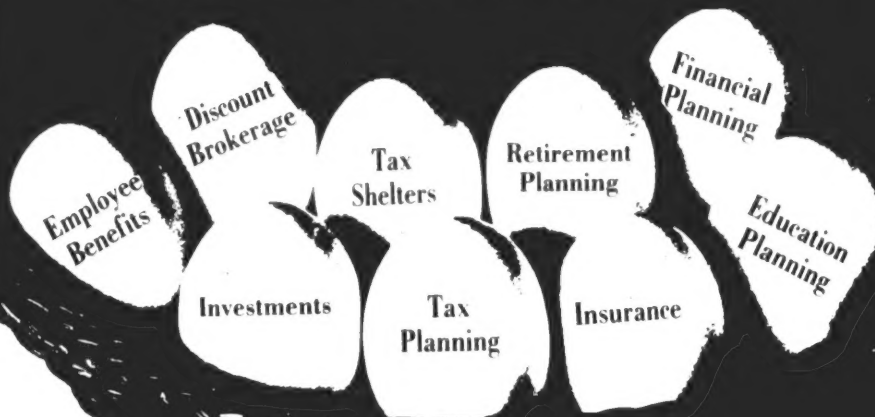 Employee
Benefits
Discount
Brokerage
Tax
Shelters
Retirement
Planning
Financial
Planning
Education
Planning
Investments
Tax
Planning
Insurance